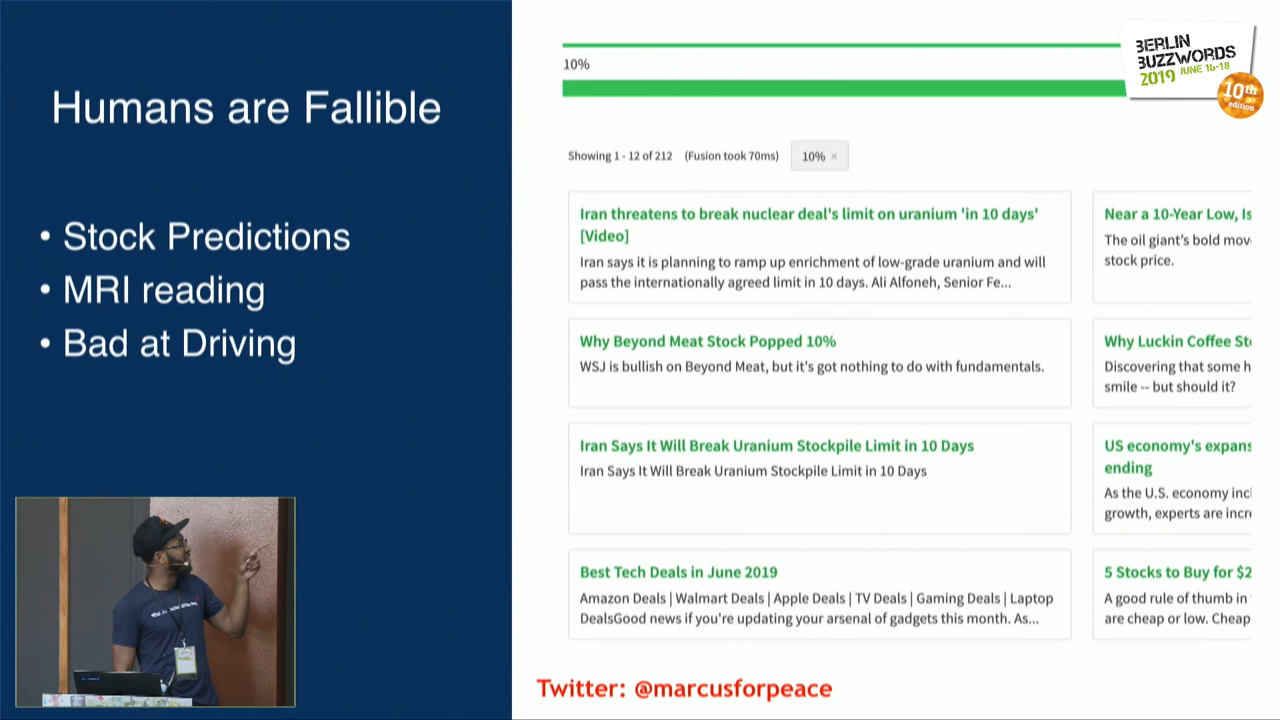 Humans are Fallible
• Stock Predictions
• MRI reading
• Bad at Driving
BERLIN
BUZZWORDS
2019 JUNE 16-18
10th
edition
10%
Showing 1 - 12 of 212 (Fusion took 70ms) 10% ×
Iran threatens to break nuclear deal's limit on uranium 'in 10 days'
[Video]
Iran says it is planning to ramp up enrichment of low-grade uranium and will
pass the internationally agreed limit in 10 days. Ali Alfoneh, Senior Fe...
Near a 10-Year Low, Is
The oil giant's bold mov
stock price.
Why Beyond Meat Stock Popped 10%
WSJ is bullish on Beyond Meat, but it's got nothing to do with fundamentals.
Why Luckin Coffee Sto
Discovering that some h
smile -- but should it?
Iran Says It Will Break Uranium Stockpile Limit in 10 Days
Iran Says It Will Break Uranium Stockpile Limit in 10 Days
US economy's expans
ending
As the U.S. economy incl
growth, experts are incre
Best Tech Deals in June 2019
Amazon Deals | Walmart Deals | Apple Deals | TV Deals | Gaming Deals | Laptop
DealsGood news if you're updating your arsenal of gadgets this month. As...
5 Stocks to Buy for $2
A good rule of thumb in
are cheap or low. Cheap
Twitter: @marcusforpeace